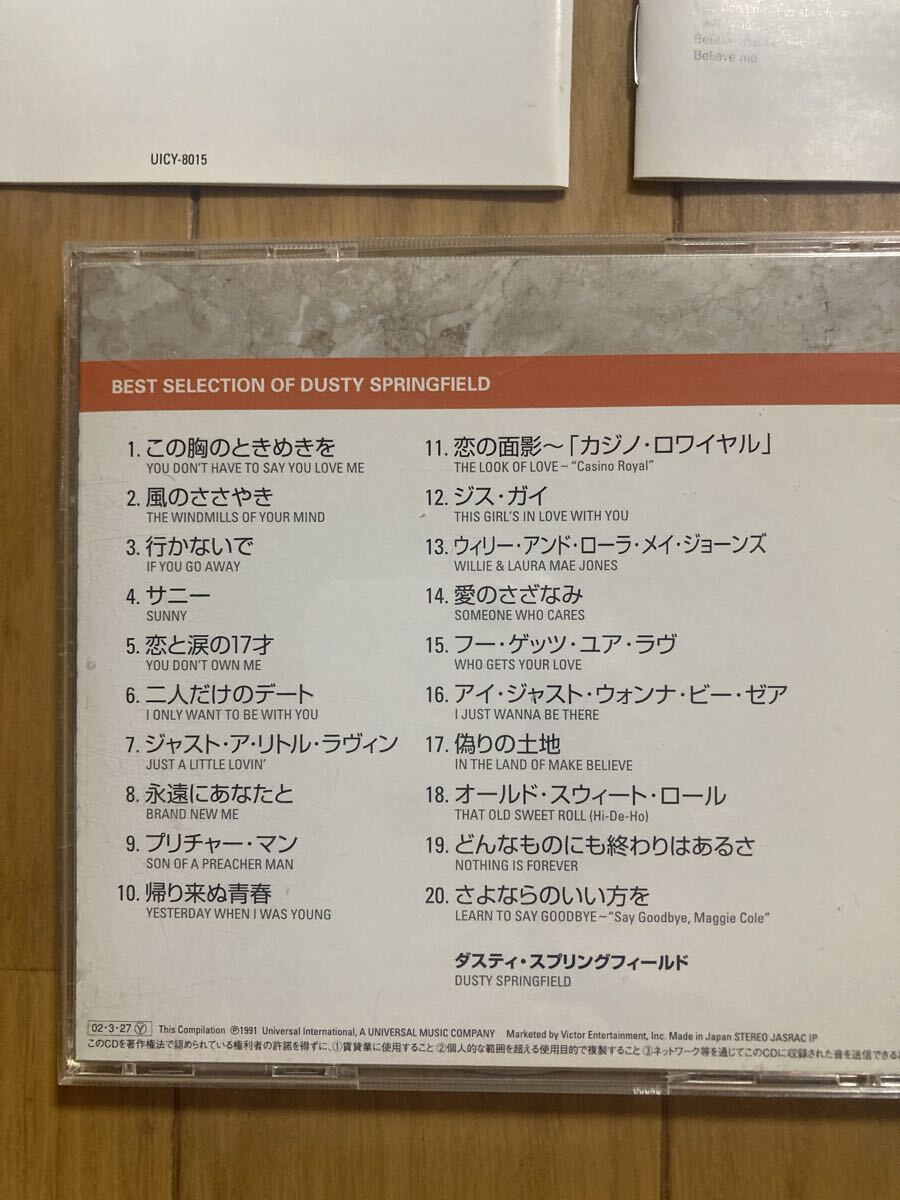 Believe me
UICY-8015
BEST SELECTION OF DUSTY SPRINGFIELD
1. この胸のときめきを
YOU DON'T HAVE TO SAY YOU LOVE ME
2. 風のささやき
THE WINDMILLS OF YOUR MIND
3. 行かないで
IF YOU GO AWAY
4. サニー
SUNNY
5. 恋と涙の17才
YOU DON'T OWN ME
6. 二人だけのデート
I ONLY WANT TO BE WITH YOU
7. ジャスト・ア・リトル・ラヴィン
JUST A LITTLE LOVIN'
8. 永遠にあなたと
BRAND NEW ME
9. プリチャー・マン
SON OF A PREACHER MAN
10. 帰り来ぬ青春
YESTERDAY WHEN I WAS YOUNG
11. 恋の面影〜「カジノ・ロワイヤル」
THE LOOK OF LOVE~"Casino Royal"
12. ジス・ガイ
THIS GIRL'S IN LOVE WITH YOU
13. ウィリー・アンド・ローラ・メイ・ジョーンズ
WILLIE & LAURA MAE JONES
14. 愛のさざなみ
SOMEONE WHO CARES
15. フー・ゲッツ・ユア・ラヴ
WHO GETS YOUR LOVE
16. アイ・ジャスト・ウォンナ・ビー・ゼア
I JUST WANNA BE THERE
17. 偽りの土地
IN THE LAND OF MAKE BELIEVE
18. オールド・スウィート・ロール
THAT OLD SWEET ROLL (Hi-De-Ho)
19. どんなものにも終わりはあるさ
NOTHING IS FOREVER
20. さよならのいい方を
LEARN TO SAY GOODBYE~"Say Goodbye, Maggie Cole"
ダスティ・スプリングフィールド
DUSTY SPRINGFIELD
02・3・27 Ⓨ This Compilation ℗1991 Universal International, A UNIVERSAL MUSIC COMPANY Marketed by Victor Entertainment, Inc. Made in Japan STEREO JASRAC IP
このCDを著作権法で認められている権利者の許諾を得ずに、①賃貸業に使用すること ②個人的な範囲を超える使用目的で複製すること ③ネットワーク等を通じてこのCDに収録された音を送信できる